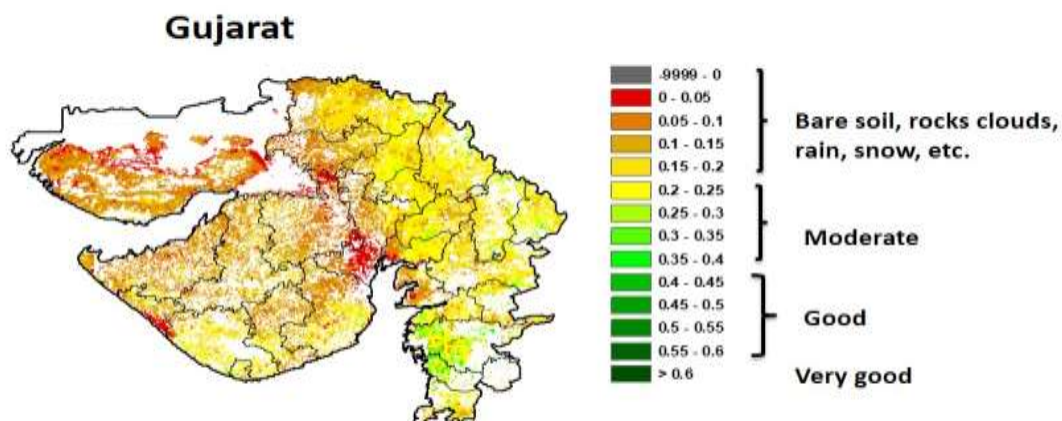 Gujarat
-9999 - 0
0 - 0.05
0.05 - 0.1
0.1 - 0.15
0.15 - 0.2
0.2 - 0.25
0.25 - 0.3
0.3 - 0.35
0.35 - 0.4
0.4 - 0.45
0.45 - 0.5
0.5 - 0.55
0.55 - 0.6
> 0.6
Bare soil, rocks clouds,
rain, snow, etc.
Moderate
Good
Very good